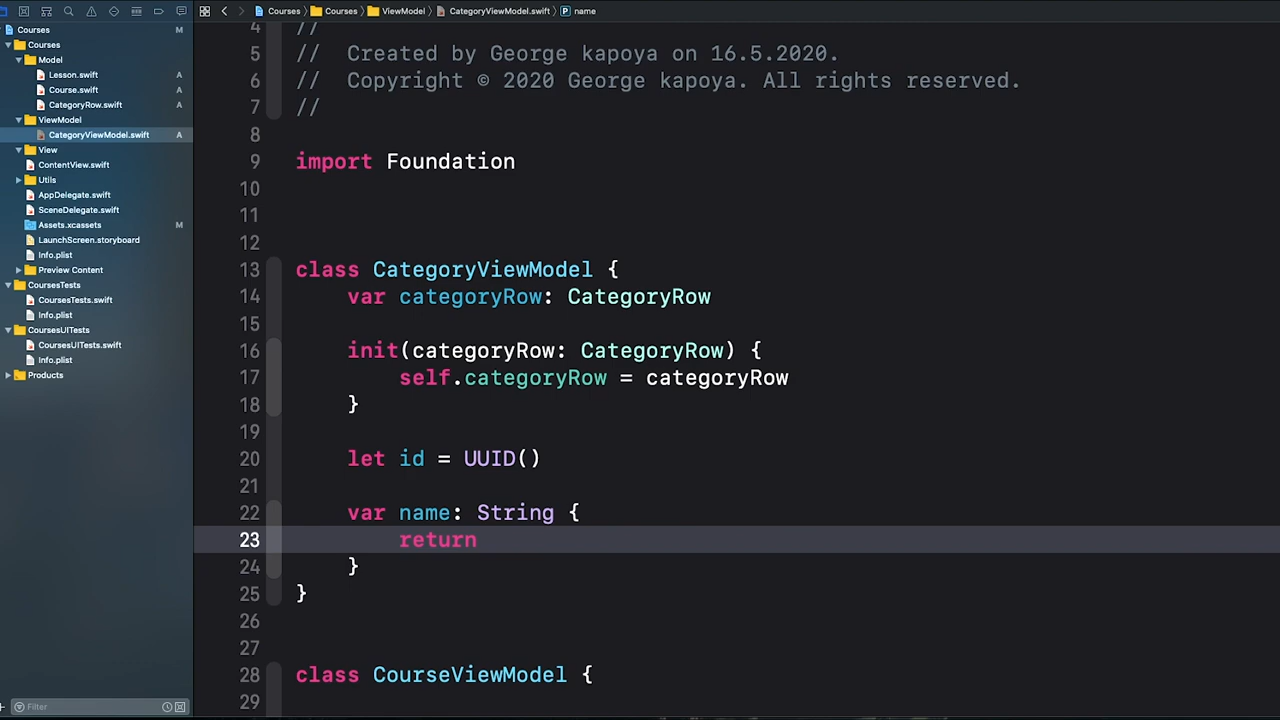 Courses
Courses
ViewModel
CategoryViewModel.swift
P name
Courses M
Courses
Model
Lesson.swift A
Course.swift A
CategoryRow.swift A
ViewModel
CategoryViewModel.swift A
View
ContentView.swift
Utils
AppDelegate.swift
SceneDelegate.swift
Assets.xcassets M
LaunchScreen.storyboard
Info.plist
Preview Content
CoursesTests
CoursesTests.swift
Info.plist
CoursesUITests
CoursesUITests.swift
Info.plist
Products
Filter
4 //
5 //  Created by George kapoya on 16.5.2020.
6 //  Copyright © 2020 George kapoya. All rights reserved.
7 //
8
9 import Foundation
10
11
12
13 class CategoryViewModel {
14     var categoryRow: CategoryRow
15
16     init(categoryRow: CategoryRow) {
17         self.categoryRow = categoryRow
18     }
19
20     let id = UUID()
21
22     var name: String {
23         return
24     }
25 }
26
27
28 class CourseViewModel {
29